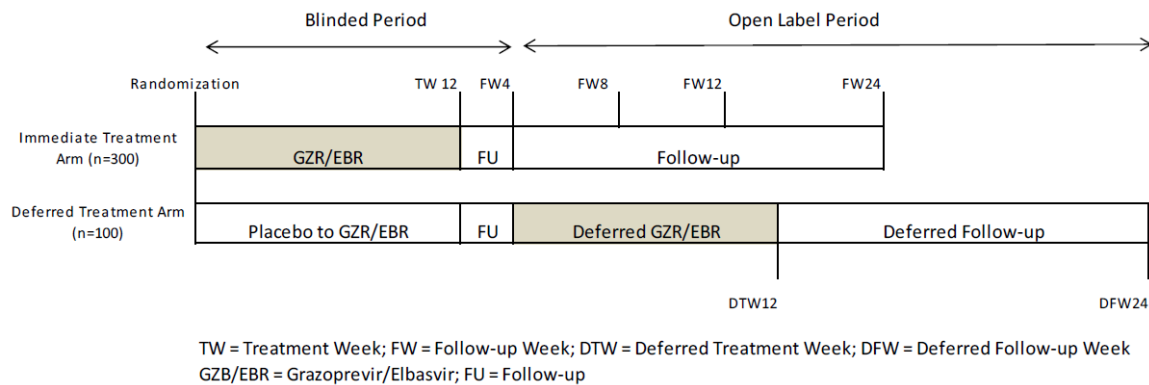 Blinded Period
Open Label Period
Randomization
TW 12
FW4
FW8
FW12
FW24
Immediate Treatment
Arm (n=300)
GZR/EBR
FU
Follow-up
Deferred Treatment Arm
(n=100)
Placebo to GZR/EBR
FU
Deferred GZR/EBR
Deferred Follow-up
DTW12
DFW24
TW = Treatment Week; FW = Follow-up Week; DTW = Deferred Treatment Week; DFW = Deferred Follow-up Week
GZB/EBR = Grazoprevir/Elbasvir; FU = Follow-up